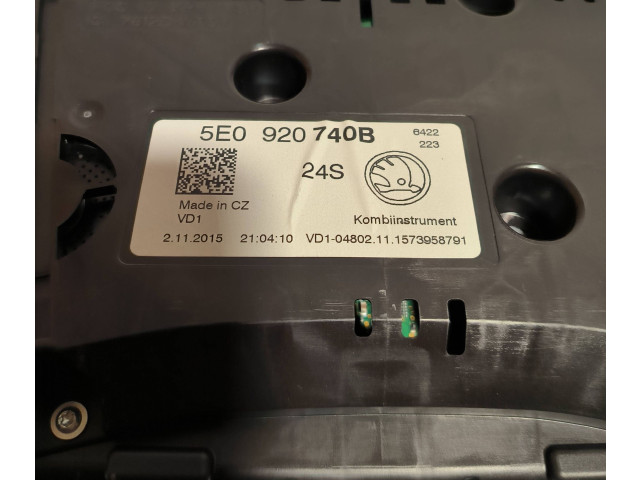 5E0 920 740B 6422
223
24S
Made in CZ
VD1
Kombiinstrument
2.11.2015 21:04:10 VD1-04802.11.1573958791